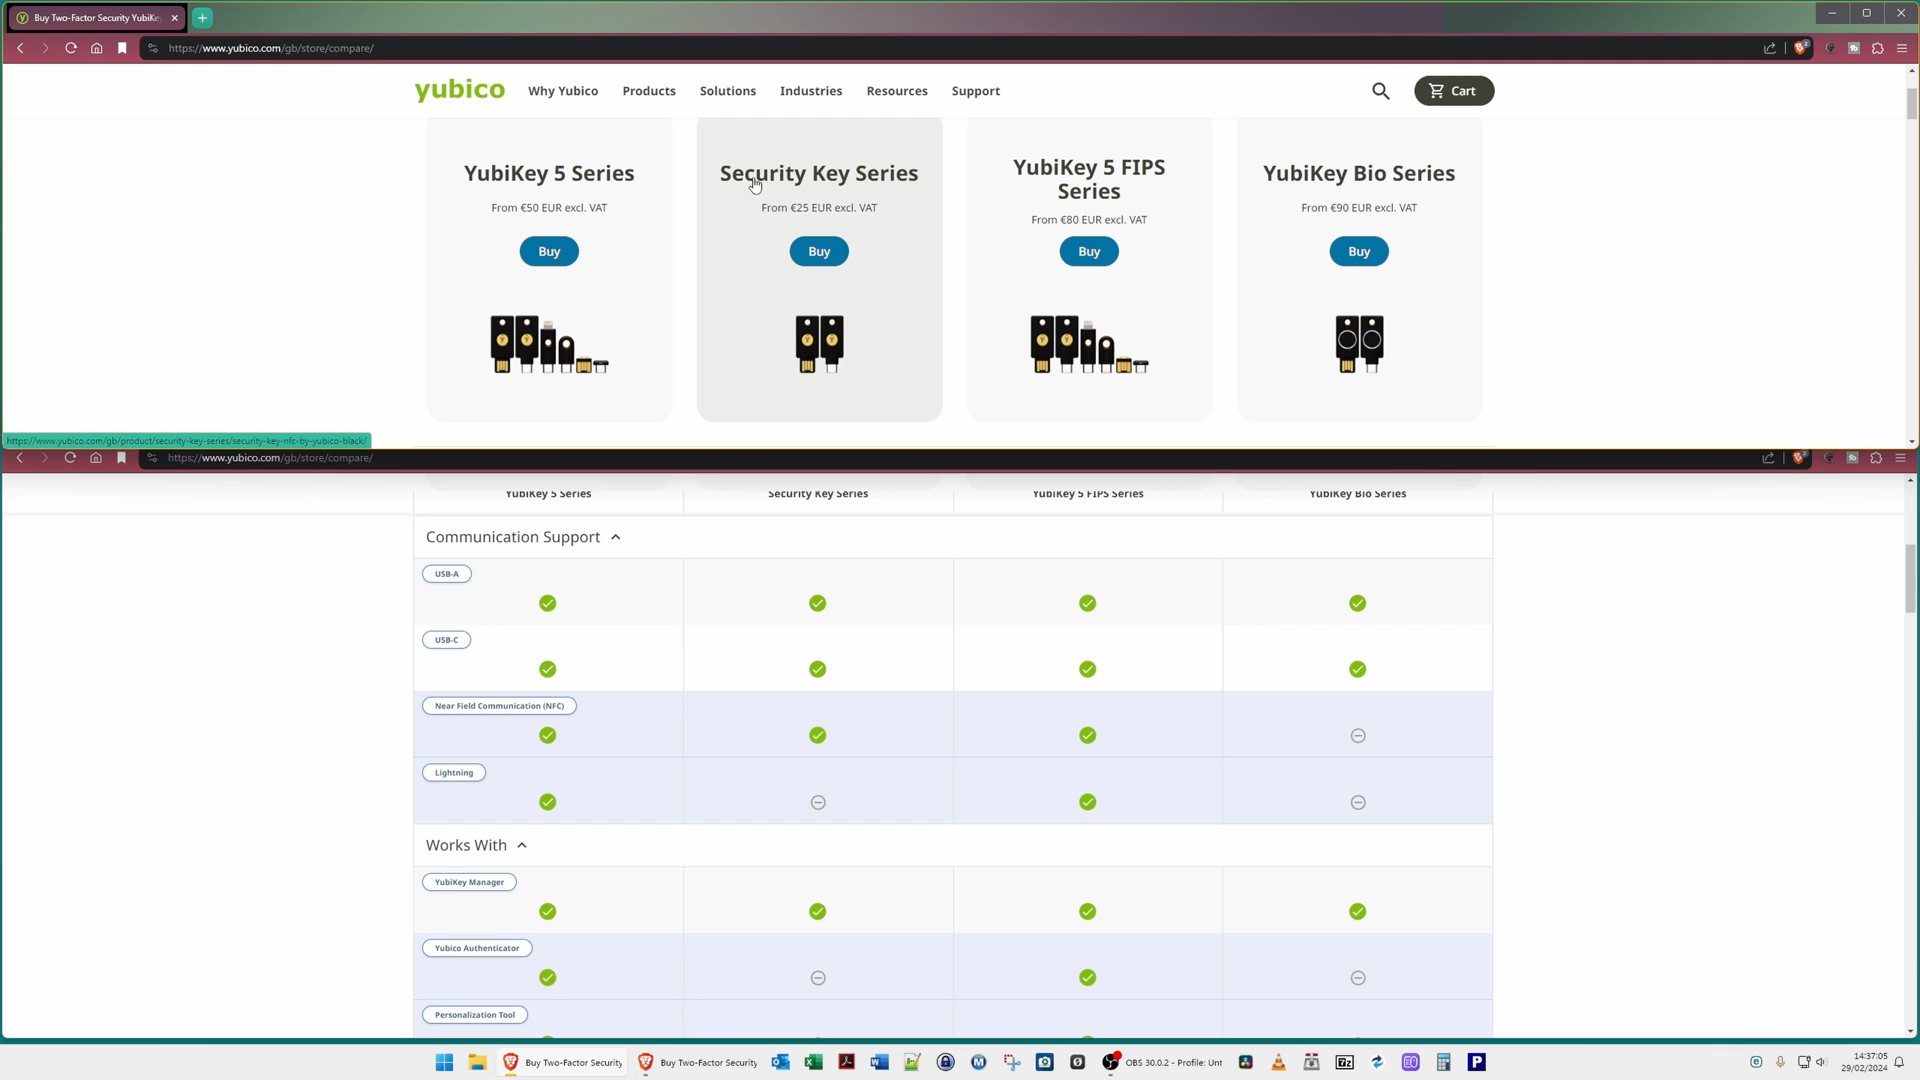 Buy Two-Factor Security YubiKe
https://www.yubico.com/gb/store/compare/
yubico
Why Yubico
Products
Solutions
Industries
Resources
Support
Cart
YubiKey 5 Series
From €50 EUR excl. VAT
Buy
Security Key Series
From €25 EUR excl. VAT
Buy
YubiKey 5 FIPS
Series
From €80 EUR excl. VAT
Buy
YubiKey Bio Series
From €90 EUR excl. VAT
Buy
https://www.yubico.com/gb/product/security-key-series/security-key-nfc-by-yubico-black/
https://www.yubico.com/gb/store/compare/
YubiKey 5 Series
Security Key Series
YubiKey 5 FIPS Series
YubiKey Bio Series
Communication Support
USB-A
USB-C
Near Field Communication (NFC)
Lightning
Works With
YubiKey Manager
Yubico Authenticator
Personalization Tool
Buy Two-Factor Security
Buy Two-Factor Security
OBS 30.0.2 - Profile: Unt
14:37:05
29/02/2024